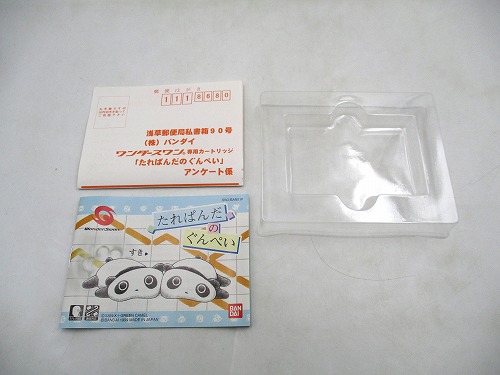 郵便はがき
1118680
浅草郵便局私書箱90号
(株)バンダイ
ワンダースワン専用カートリッジ
「たれぱんだのぐんぺい」
アンケート係
WonderSwan
たれぱんだ
の
ぐんぺい
すき
BANDAI